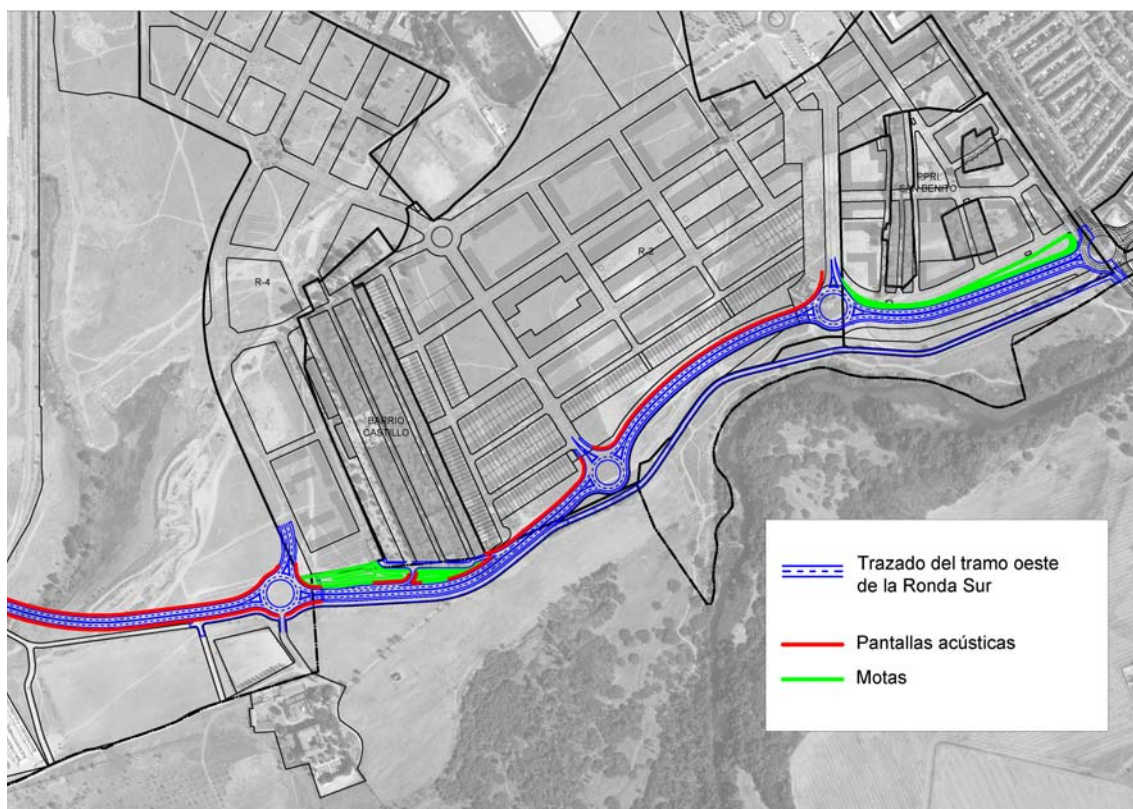 PPRI
SAN BENITO
R-2
R-4
BARRIO
CASTILLO
Trazado del tramo oeste
de la Ronda Sur
Pantallas acústicas
Motas